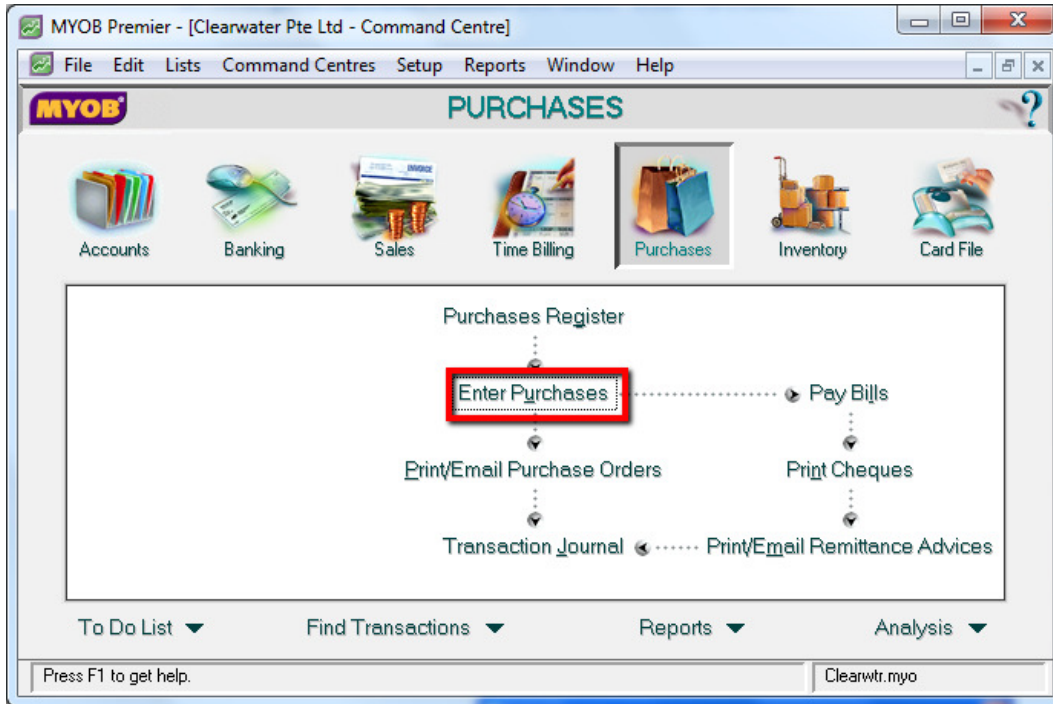 MYOB Premier - [Clearwater Pte Ltd - Command Centre]
File Edit Lists Command Centres Setup Reports Window Help
MYOB PURCHASES
INVOICE
Accounts Banking Sales Time Billing Purchases Inventory Card File
Purchases Register
Enter Purchases Pay Bills
Print/Email Purchase Orders Print Cheques
Transaction Journal Print/Email Remittance Advices
To Do List Find Transactions Reports Analysis
Press F1 to get help. Clearwtr.myo